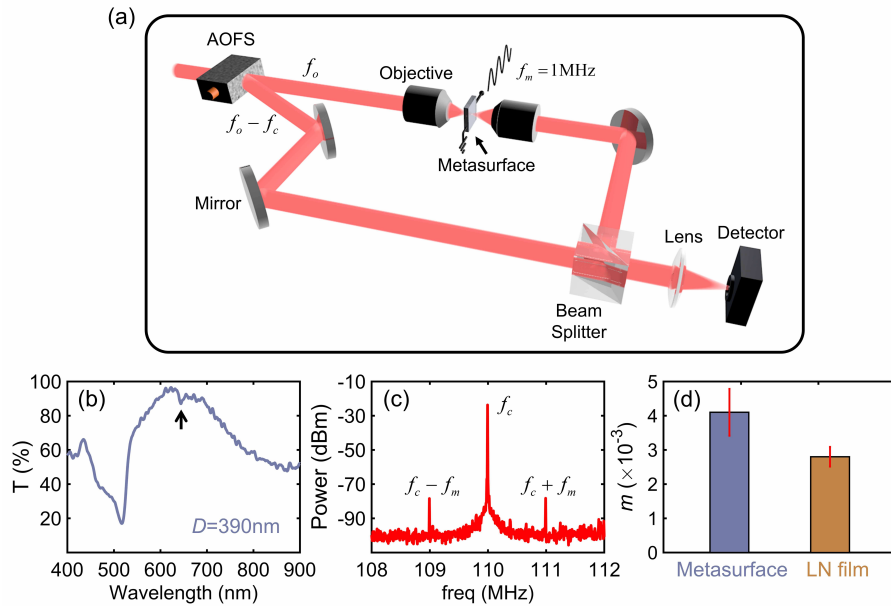 (a)
AOFS
f_o
Objective
f_m = 1MHz
f_o − f_c
Metasurface
Mirror
Lens
Detector
Beam
Splitter
(b)
100
80
60
40
20
T (%)
D=390nm
400 500 600 700 800 900
Wavelength (nm)
(c)
-10
-30
-50
-70
-90
Power (dBm)
f_c
f_c − f_m
f_c + f_m
108 109 110 111 112
freq (MHz)
(d)
5
4
3
2
1
0
m (×10⁻³)
Metasurface
LN film